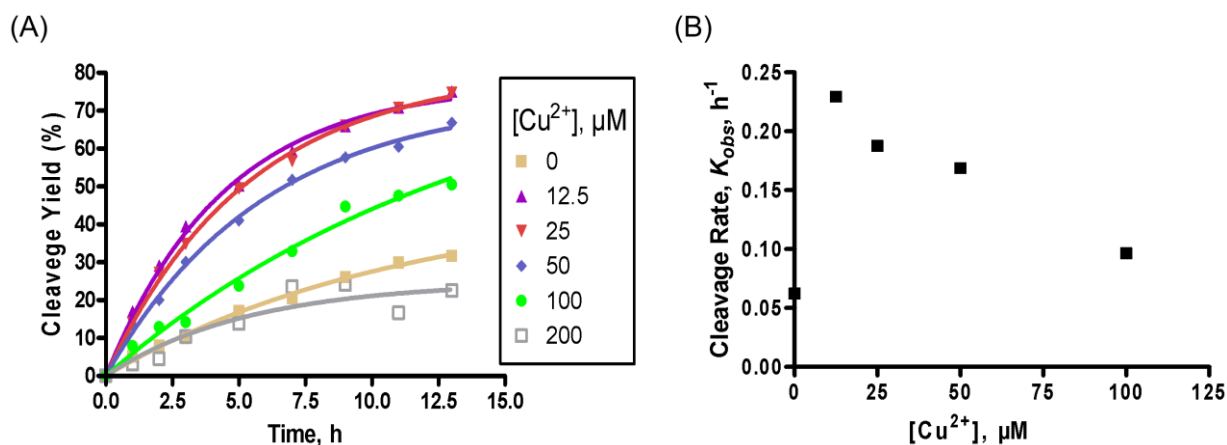 (A)
Cleavege Yield (%)
80
70
60
50
40
30
20
10
0
0.0 2.5 5.0 7.5 10.0 12.5 15.0
Time, h
[Cu²⁺], µM
0
12.5
25
50
100
200
(B)
Cleavage Rate, K_obs, h⁻¹
0.25
0.20
0.15
0.10
0.05
0.00
0 25 50 75 100 125
[Cu²⁺], µM